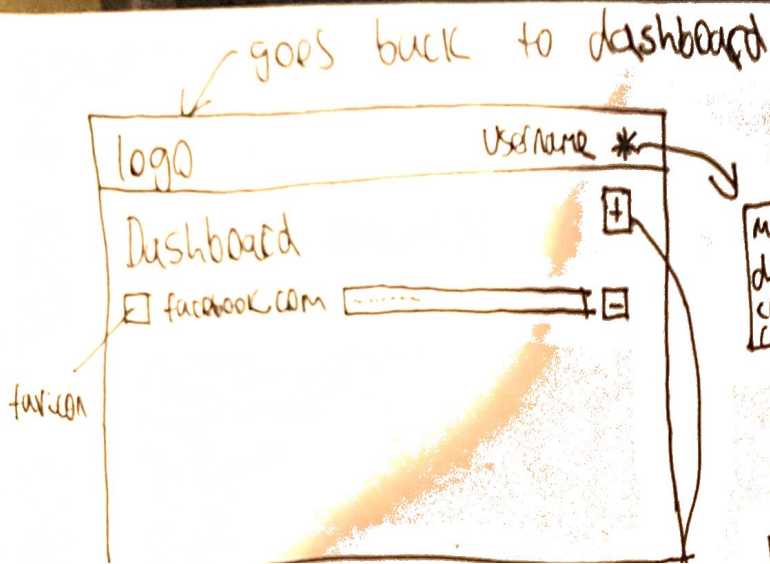 goes back to dashboard
logo
Username *
+
Dashboard
facebook.com ...... -
favicon